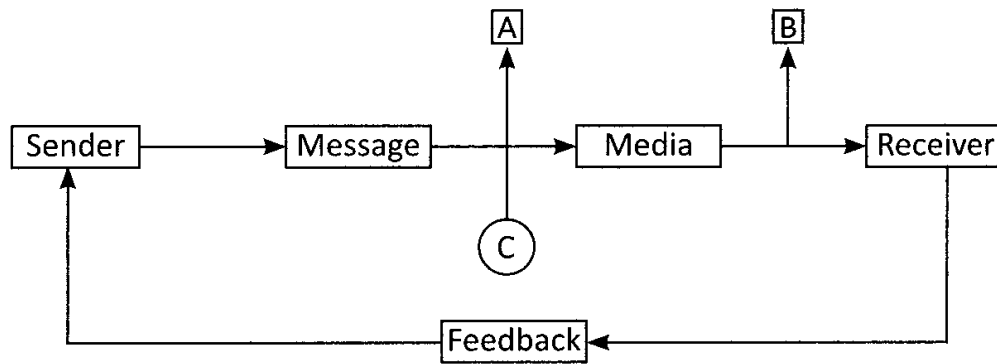 A
B
Sender
Message
Media
Receiver
C
Feedback